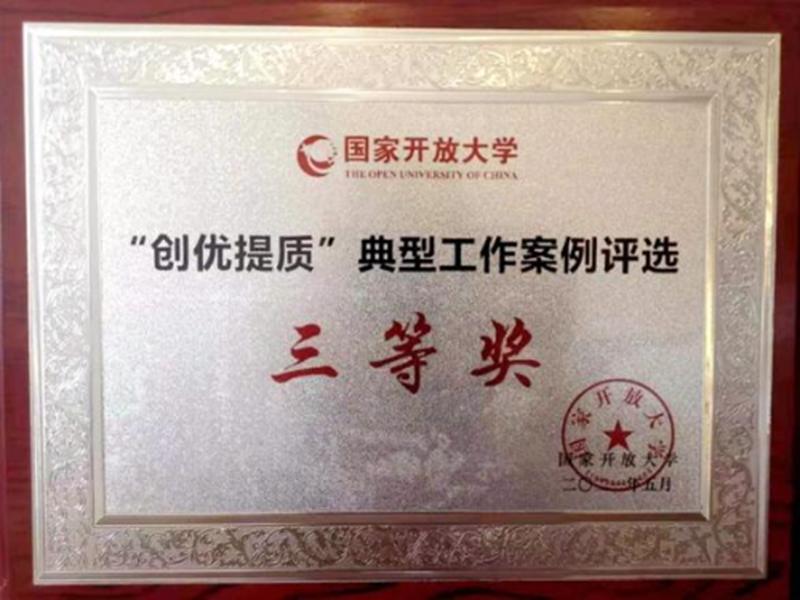 国家开放大学
THE OPEN UNIVERSITY OF CHINA
“创优提质”典型工作案例评选
三等奖
国家开放大学
国家开放大学
二〇 年五月